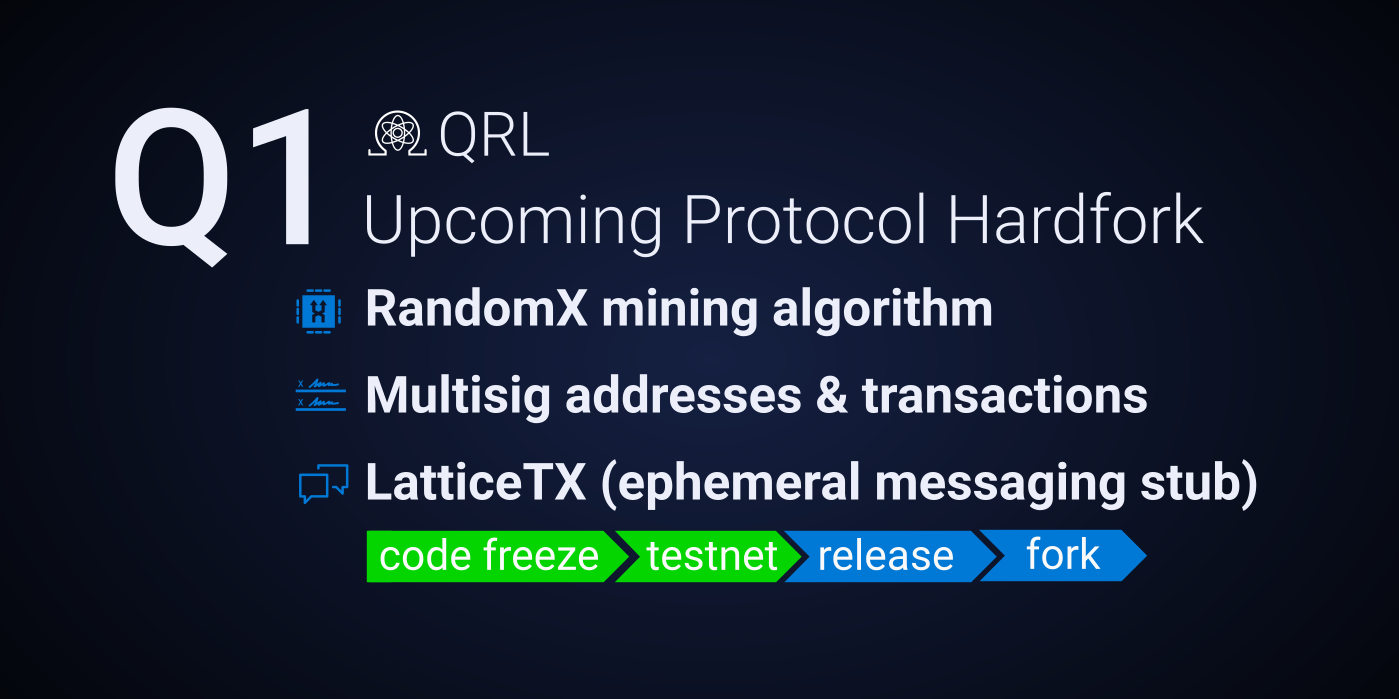 Q1
QRL
Upcoming Protocol Hardfork
RandomX mining algorithm
Multisig addresses & transactions
LatticeTX (ephemeral messaging stub)
code freeze testnet release fork